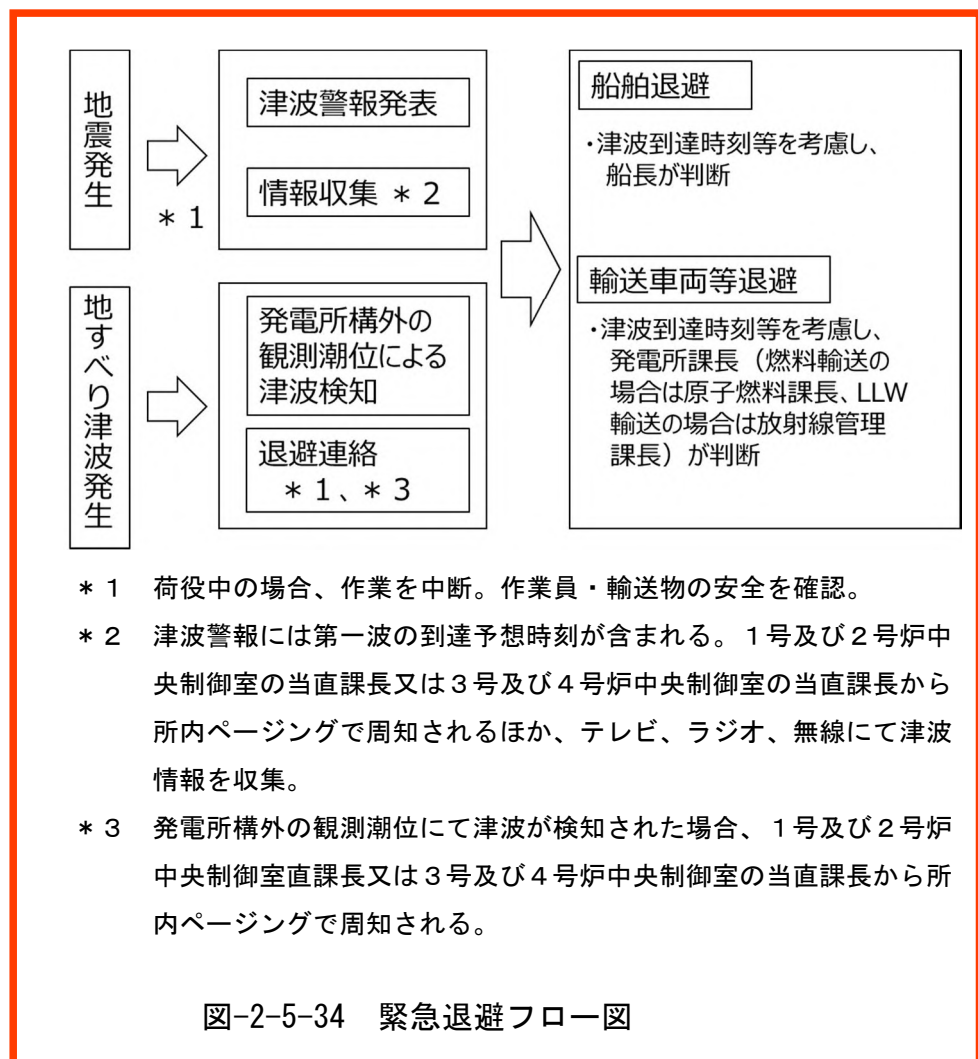 地震発生
＊１
津波警報発表
情報収集 ＊２
地すべり津波発生
発電所構外の
観測潮位による
津波検知
退避連絡
＊１、＊３
船舶退避
・津波到達時刻等を考慮し、
船長が判断
輸送車両等退避
・津波到達時刻等を考慮し、
発電所課長（燃料輸送の
場合は原子燃料課長、LLW
輸送の場合は放射線管理
課長）が判断
＊１　荷役中の場合、作業を中断。作業員・輸送物の安全を確認。
＊２　津波警報には第一波の到達予想時刻が含まれる。１号及び２号炉中
央制御室の当直課長又は３号及び４号炉中央制御室の当直課長から
所内ページングで周知されるほか、テレビ、ラジオ、無線にて津波
情報を収集。
＊３　発電所構外の観測潮位にて津波が検知された場合、１号及び２号炉
中央制御室直課長又は３号及び４号炉中央制御室の当直課長から所
内ページングで周知される。
図-2-5-34　緊急退避フロー図